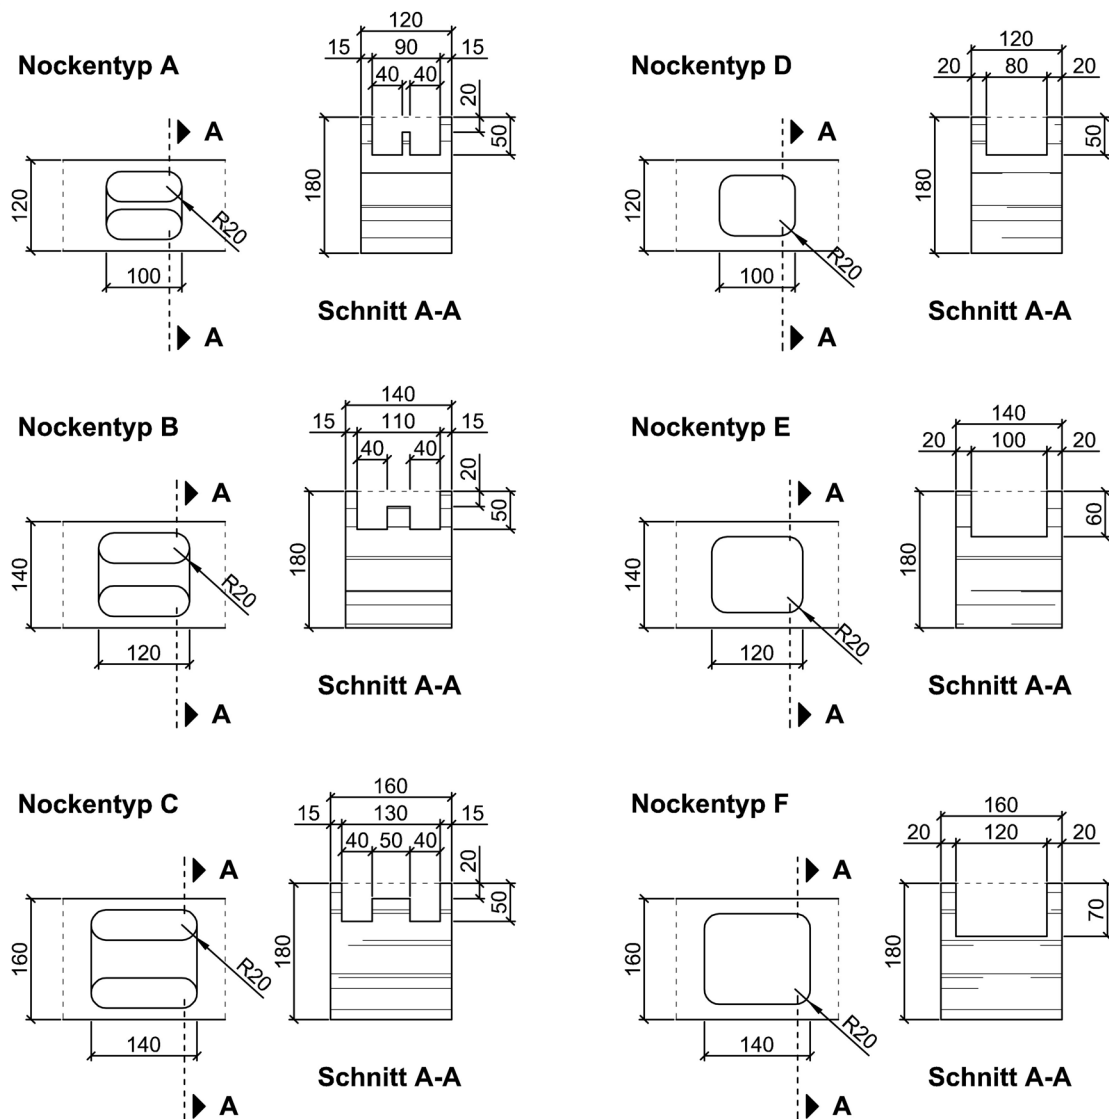 Nockentyp A
120
15 90 15
40 40
20
50
180
A
120
R20
100
A
Schnitt A-A
Nockentyp D
120
20 80 20
50
180
A
120
R20
100
A
Schnitt A-A
Nockentyp B
140
15 110 15
40 40
20
50
180
A
140
R20
120
A
Schnitt A-A
Nockentyp E
140
20 100 20
60
180
A
140
R20
120
A
Schnitt A-A
Nockentyp C
160
15 130 15
40 50 40
20
50
180
A
160
R20
140
A
Schnitt A-A
Nockentyp F
160
20 120 20
70
180
A
160
R20
140
A
Schnitt A-A